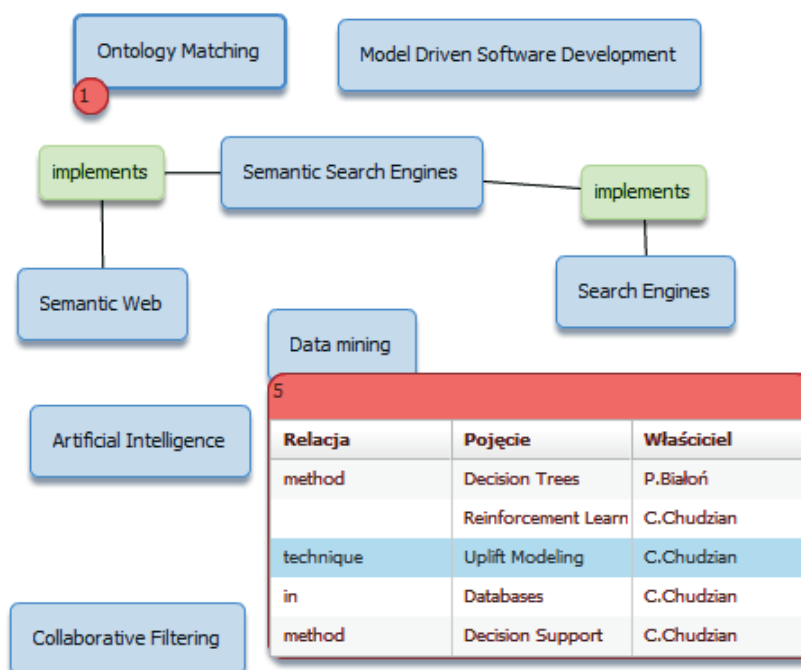 Ontology Matching
Model Driven Software Development
1
implements
Semantic Search Engines
implements
Semantic Web
Search Engines
Data mining
5
Relacja Pojęcie Właściciel
method Decision Trees P.Białoń
Reinforcement Learn C.Chudzian
technique Uplift Modeling C.Chudzian
in Databases C.Chudzian
method Decision Support C.Chudzian
Artificial Intelligence
Collaborative Filtering